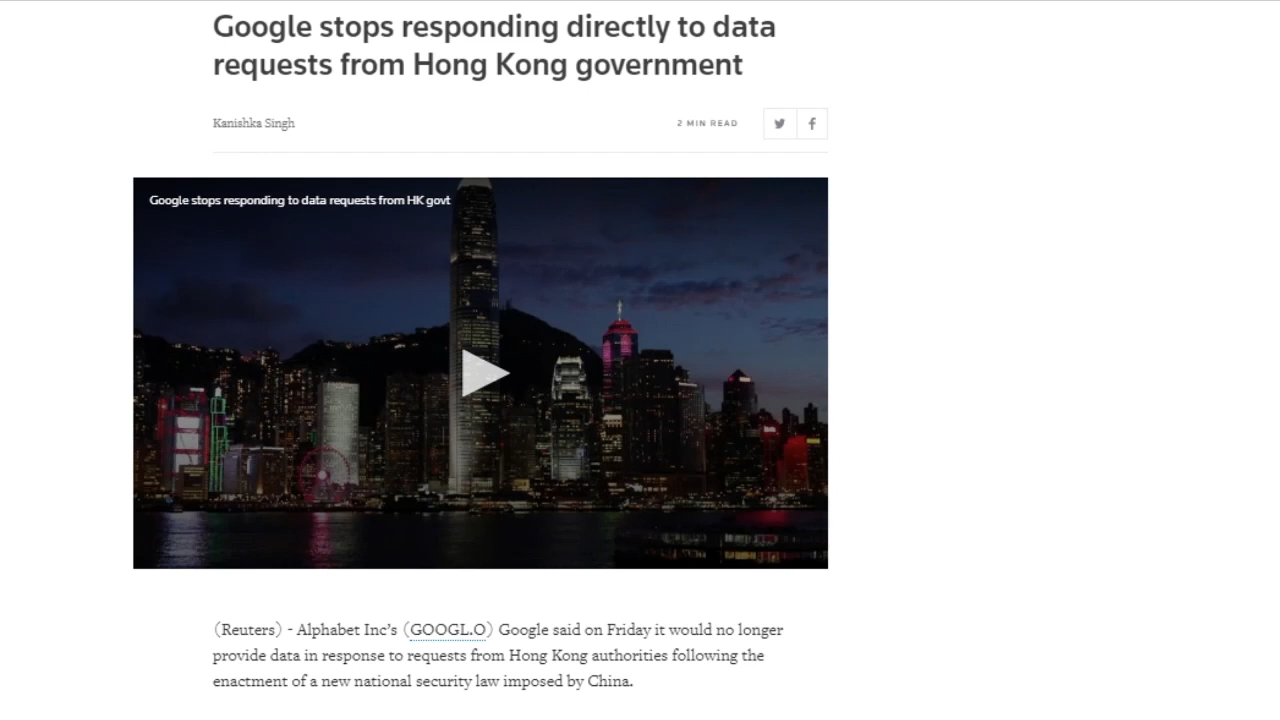 Google stops responding directly to data
requests from Hong Kong government
Kanishka Singh
2 MIN READ
Google stops responding to data requests from HK govt
(Reuters) - Alphabet Inc’s (GOOGL.O) Google said on Friday it would no longer
provide data in response to requests from Hong Kong authorities following the
enactment of a new national security law imposed by China.